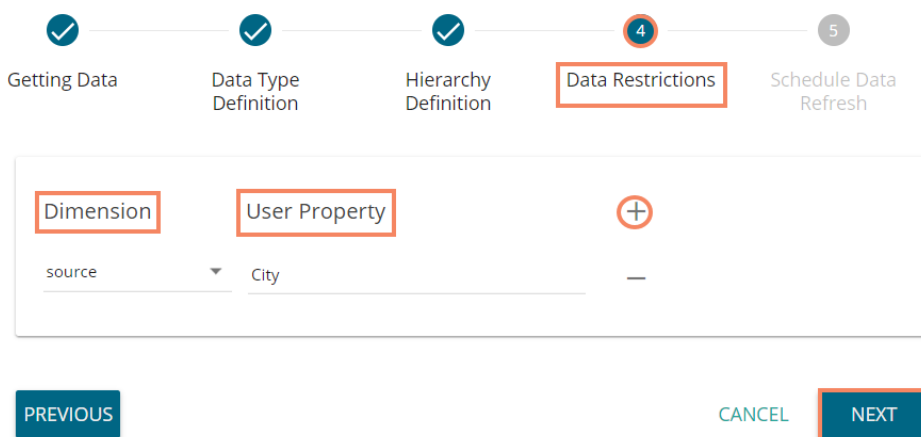 4
5
Getting Data
Data Type
Definition
Hierarchy
Definition
Data Restrictions
Schedule Data
Refresh
Dimension
User Property
source
City
PREVIOUS
CANCEL
NEXT